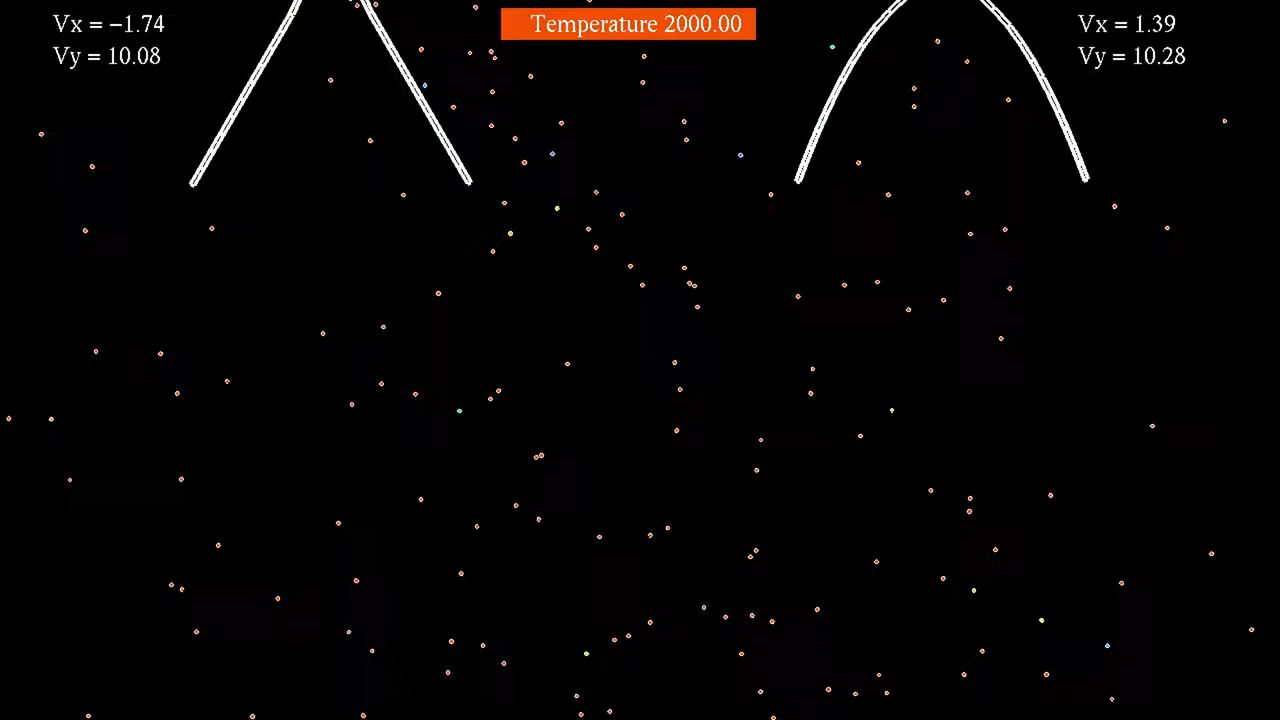 Vx = −1.74
Vy = 10.08
Temperature 2000.00
Vx = 1.39
Vy = 10.28